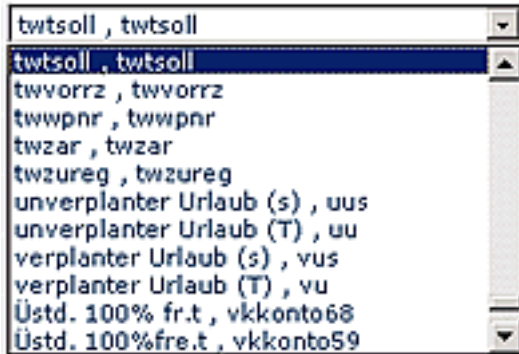 twtsoll , twtsoll
twtsoll , twtsoll
twvorrz , twvorrz
twwpnr , twwpnr
twzar , twzar
twzureg , twzureg
unverplanter Urlaub (s) , uus
unverplanter Urlaub (T) , uu
verplanter Urlaub (s) , vus
verplanter Urlaub (T) , vu
Üstd. 100% fr.t , vkkonto68
Üstd. 100%fre.t , vkkonto59